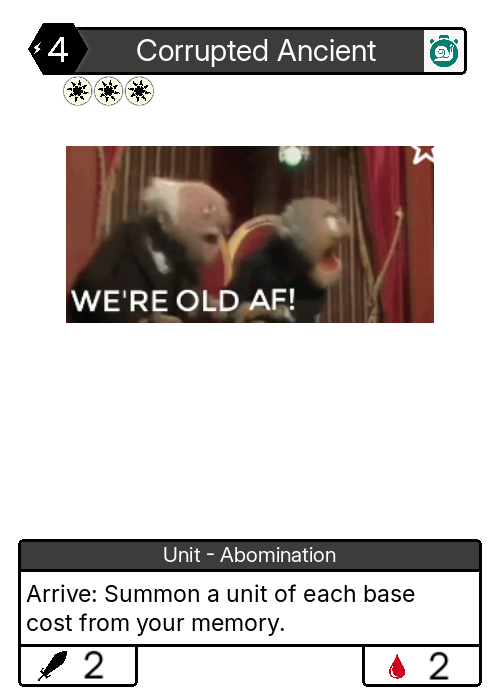 4 Corrupted Ancient
WE'RE OLD AF!
Unit - Abomination
Arrive: Summon a unit of each base
cost from your memory.
2 2